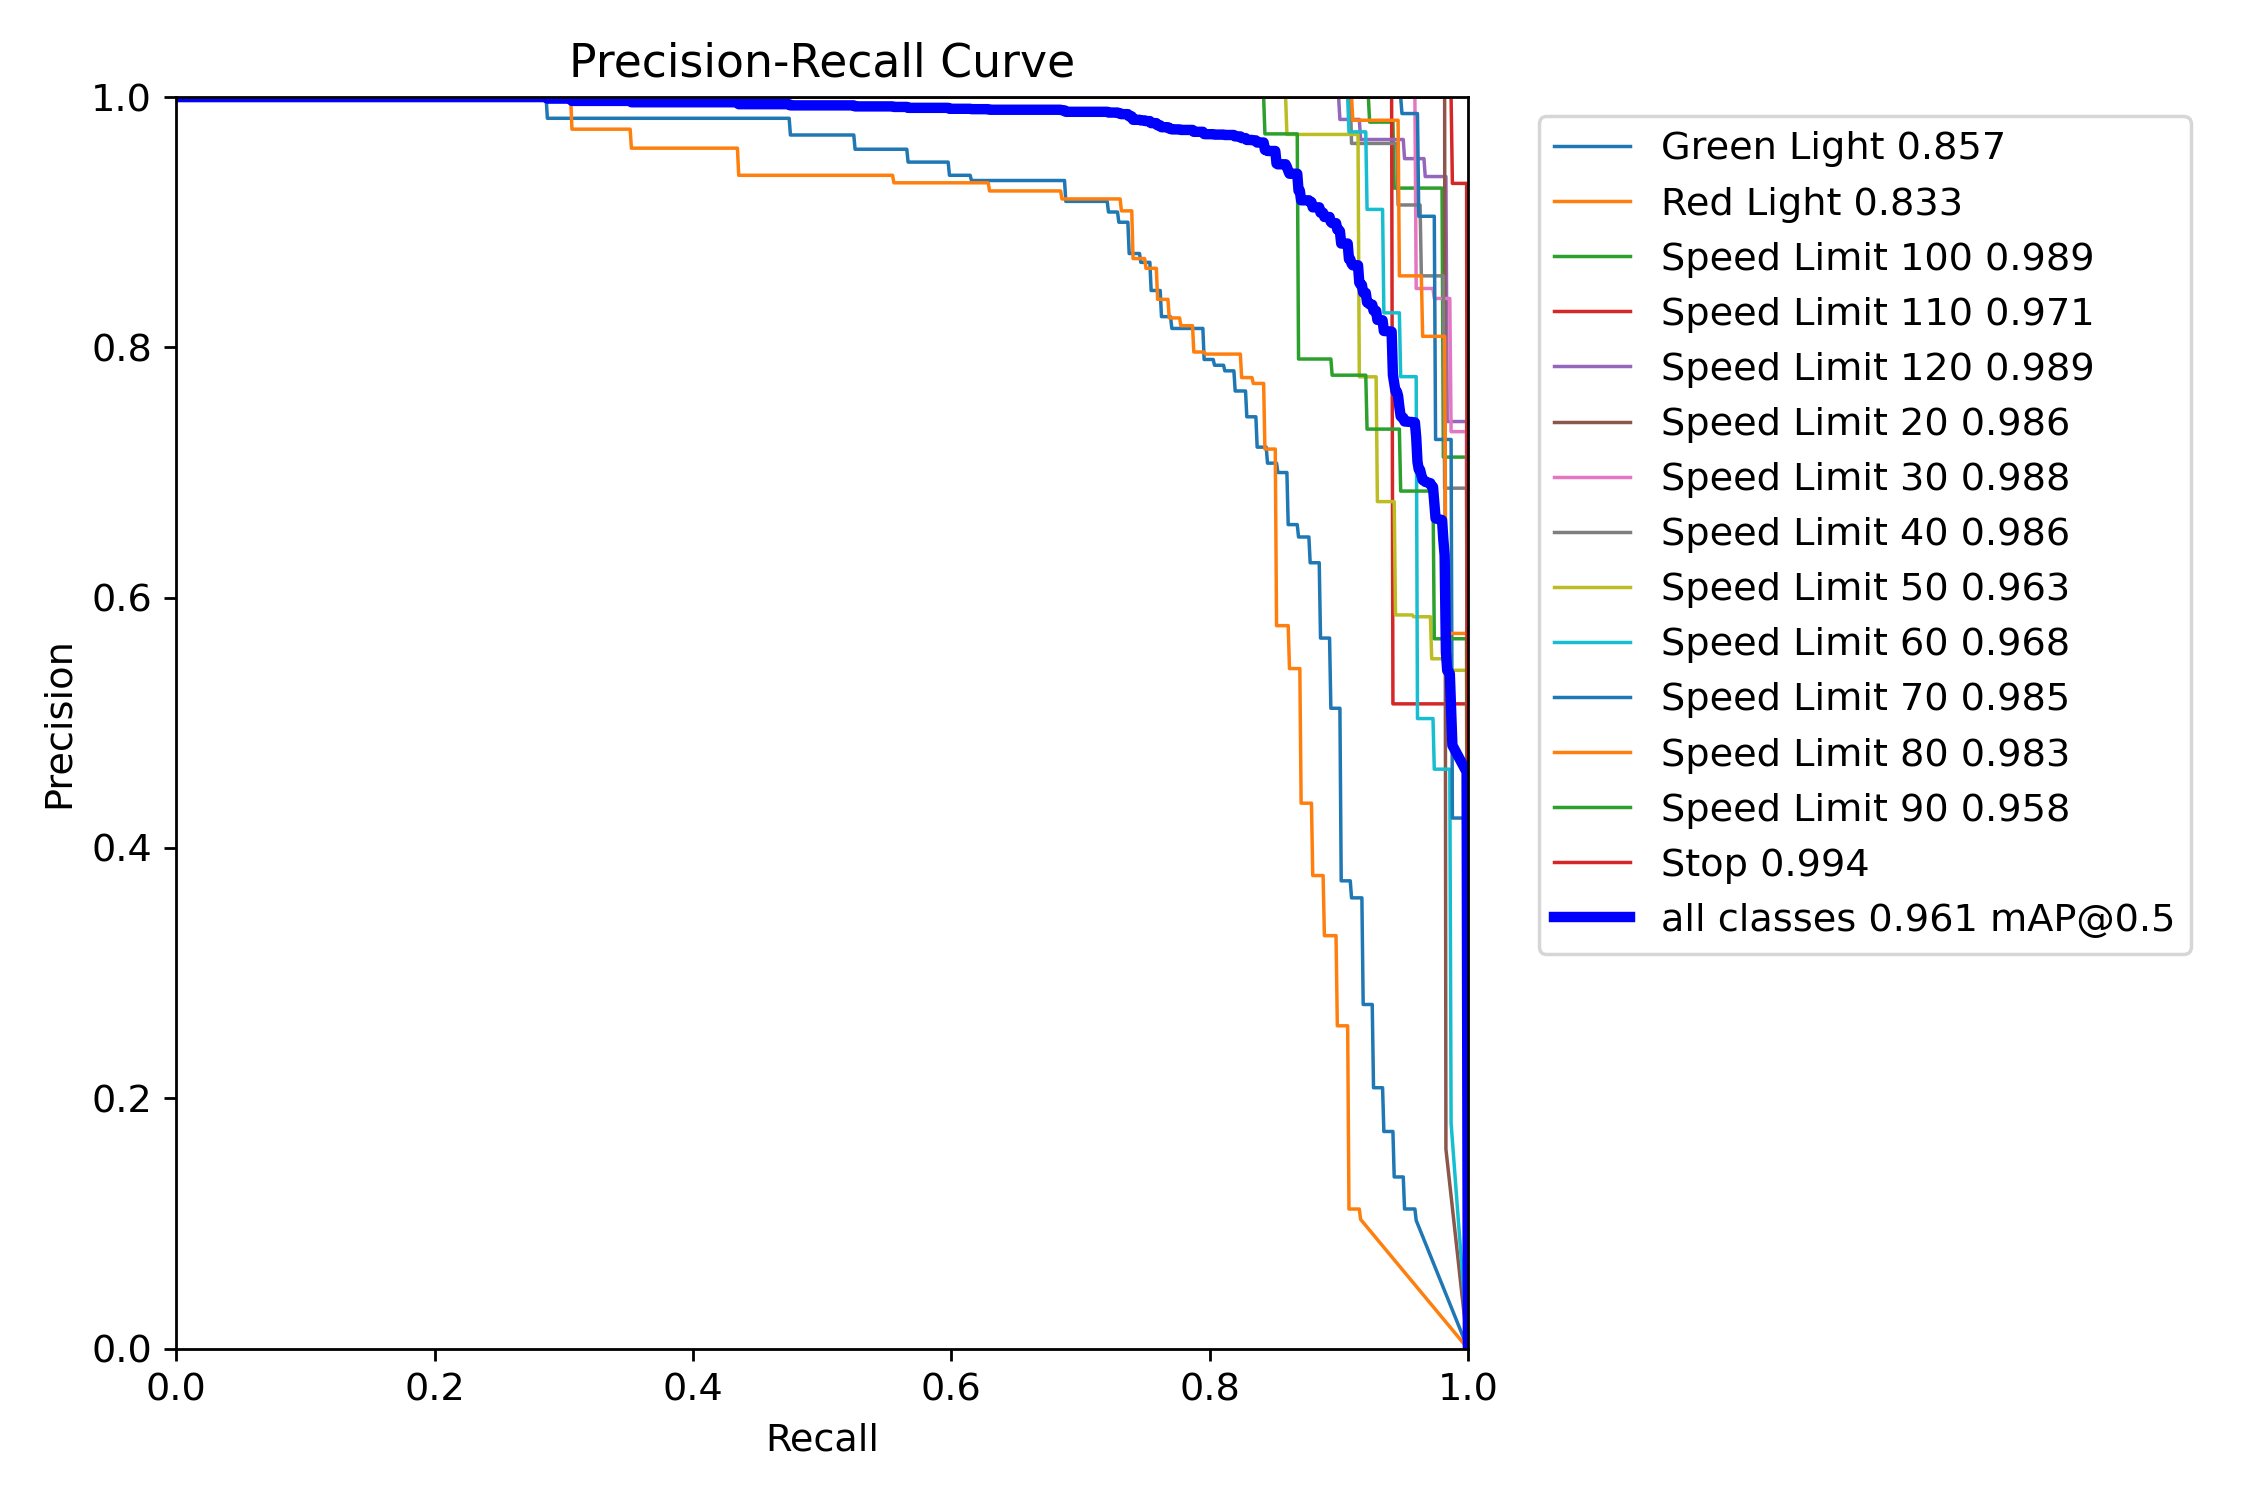 Precision-Recall Curve
1.0
0.8
0.6
0.4
0.2
0.0
Precision
0.0 0.2 0.4 0.6 0.8 1.0
Recall
Green Light 0.857
Red Light 0.833
Speed Limit 100 0.989
Speed Limit 110 0.971
Speed Limit 120 0.989
Speed Limit 20 0.986
Speed Limit 30 0.988
Speed Limit 40 0.986
Speed Limit 50 0.963
Speed Limit 60 0.968
Speed Limit 70 0.985
Speed Limit 80 0.983
Speed Limit 90 0.958
Stop 0.994
all classes 0.961 mAP@0.5